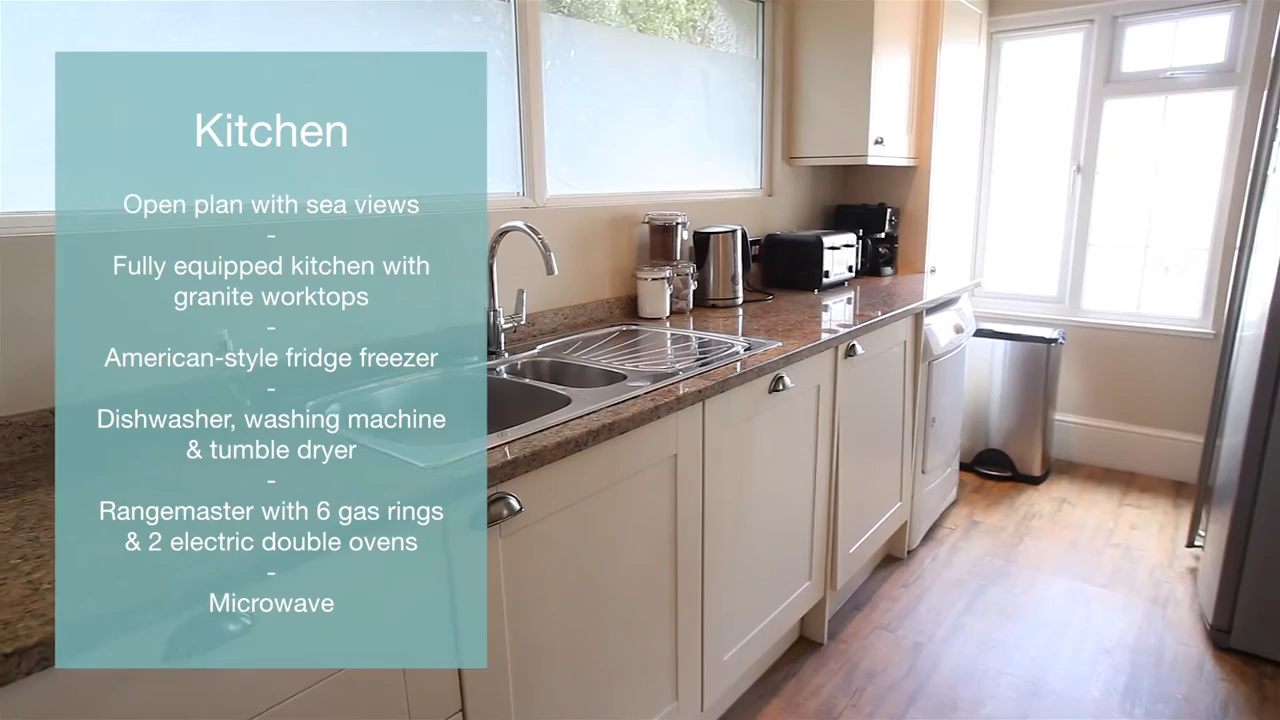 Kitchen
Open plan with sea views
-
Fully equipped kitchen with
granite worktops
-
American-style fridge freezer
-
Dishwasher, washing machine
& tumble dryer
-
Rangemaster with 6 gas rings
& 2 electric double ovens
-
Microwave